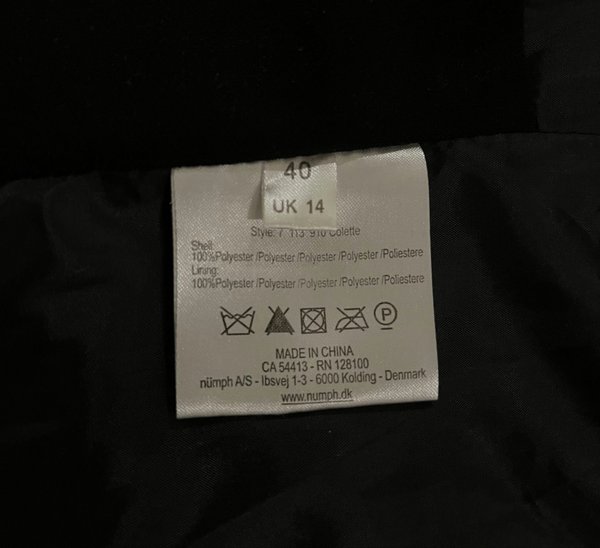 40
UK 14
Style: 7 113 910 Colette
Shell:
100%Polyester /Polyester /Polyester /Polyester /Poliestere
Lining:
100%Polyester /Polyester /Polyester /Polyester /Poliestere
P
MADE IN CHINA
CA 54413 - RN 128100
nümph A/S - Ibsvej 1-3 - 6000 Kolding - Denmark
www.numph.dk